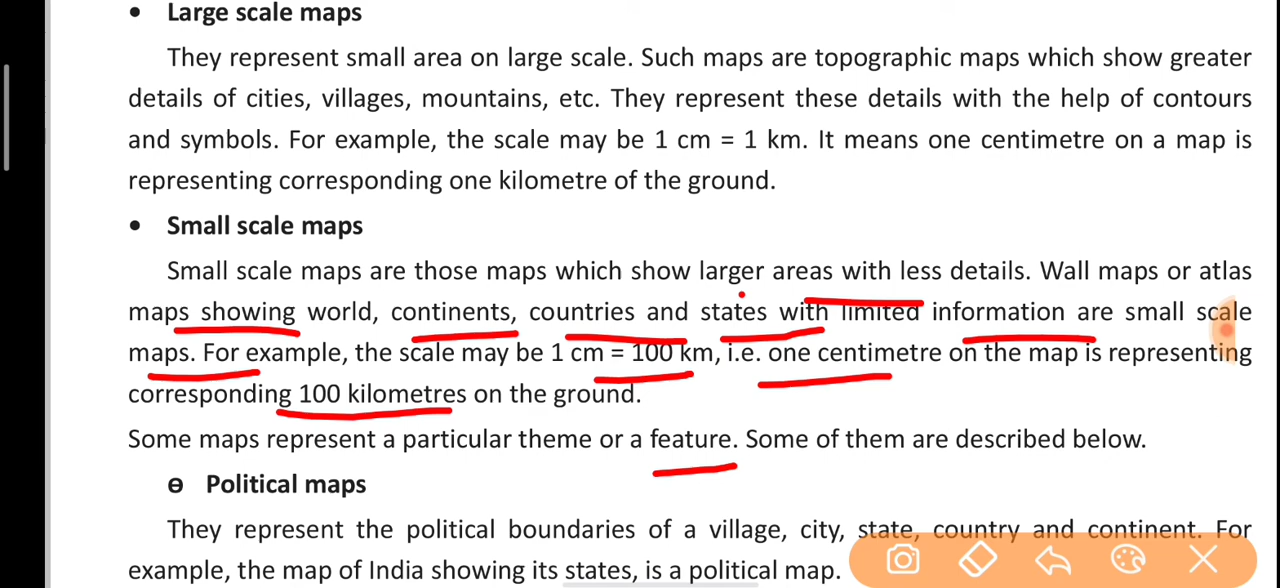 • Large scale maps
They represent small area on large scale. Such maps are topographic maps which show greater
details of cities, villages, mountains, etc. They represent these details with the help of contours
and symbols. For example, the scale may be 1 cm = 1 km. It means one centimetre on a map is
representing corresponding one kilometre of the ground.
• Small scale maps
Small scale maps are those maps which show larger areas with less details. Wall maps or atlas
maps showing world, continents, countries and states with limited information are small scale
maps. For example, the scale may be 1 cm = 100 km, i.e. one centimetre on the map is representing
corresponding 100 kilometres on the ground.
Some maps represent a particular theme or a feature. Some of them are described below.
ɵ Political maps
They represent the political boundaries of a village, city, state, country and continent. For
example, the map of India showing its states, is a political map.